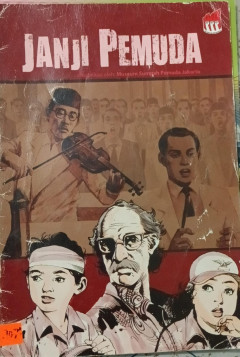 JANJI PEMUDA
Museum Sumpah Pemuda, Jakarta